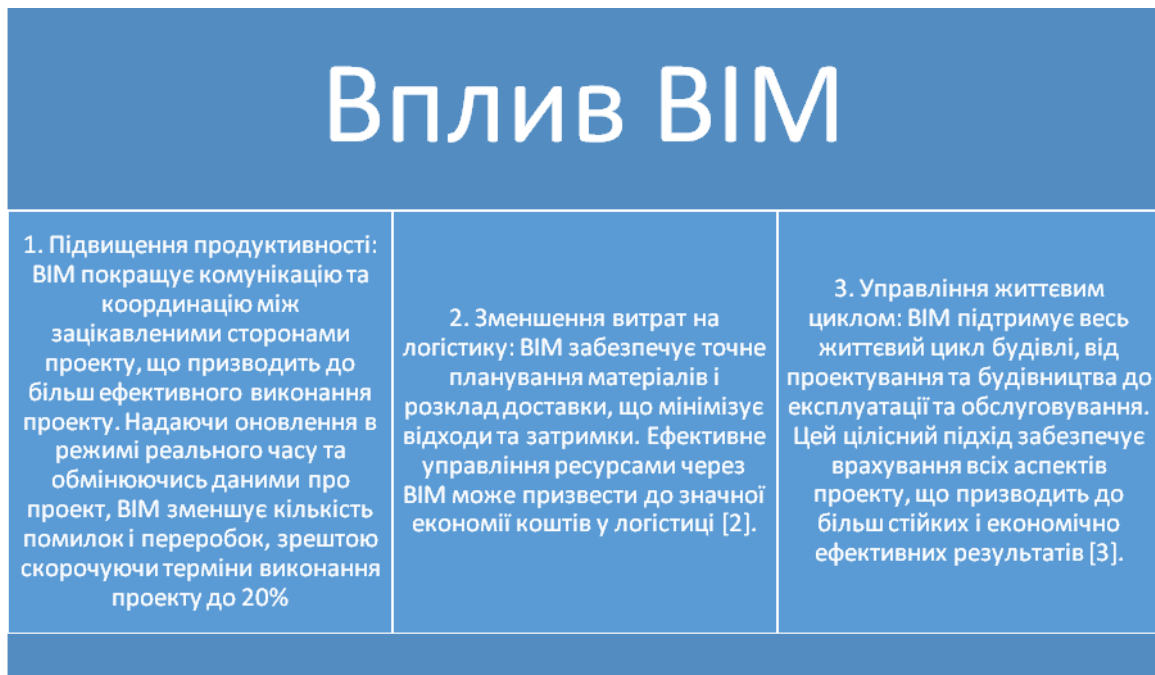 Вплив BIM
1. Підвищення продуктивності:
BIM покращує комунікацію та
координацію між
зацікавленими сторонами
проекту, що призводить до
більш ефективного виконання
проекту. Надаючи оновлення в
режимі реального часу та
обмінюючись даними про
проект, BIM зменшує кількість
помилок і переробок, зрештою
скорочуючи терміни виконання
проекту до 20%
2. Зменшення витрат на
логістику: BIM забезпечує точне
планування матеріалів і
розклад доставки, що мінімізує
відходи та затримки. Ефективне
управління ресурсами через
BIM може призвести до значної
економії коштів у логістиці [2].
3. Управління життєвим
циклом: BIM підтримує весь
життєвий цикл будівлі, від
проектування та будівництва до
експлуатації та обслуговування.
Цей цілісний підхід забезпечує
врахування всіх аспектів
проекту, що призводить до
більш стійких і економічно
ефективних результатів [3].